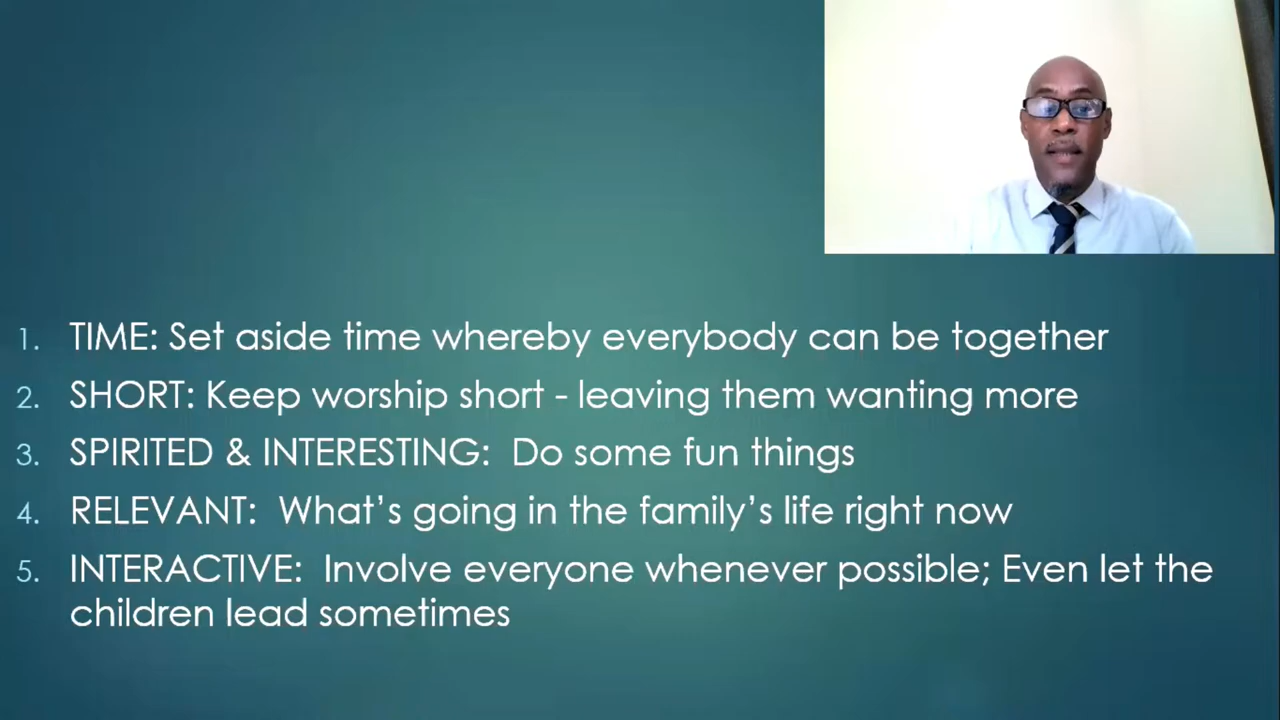 1. TIME: Set aside time whereby everybody can be together
2. SHORT: Keep worship short - leaving them wanting more
3. SPIRITED & INTERESTING: Do some fun things
4. RELEVANT: What's going in the family's life right now
5. INTERACTIVE: Involve everyone whenever possible; Even let the
children lead sometimes